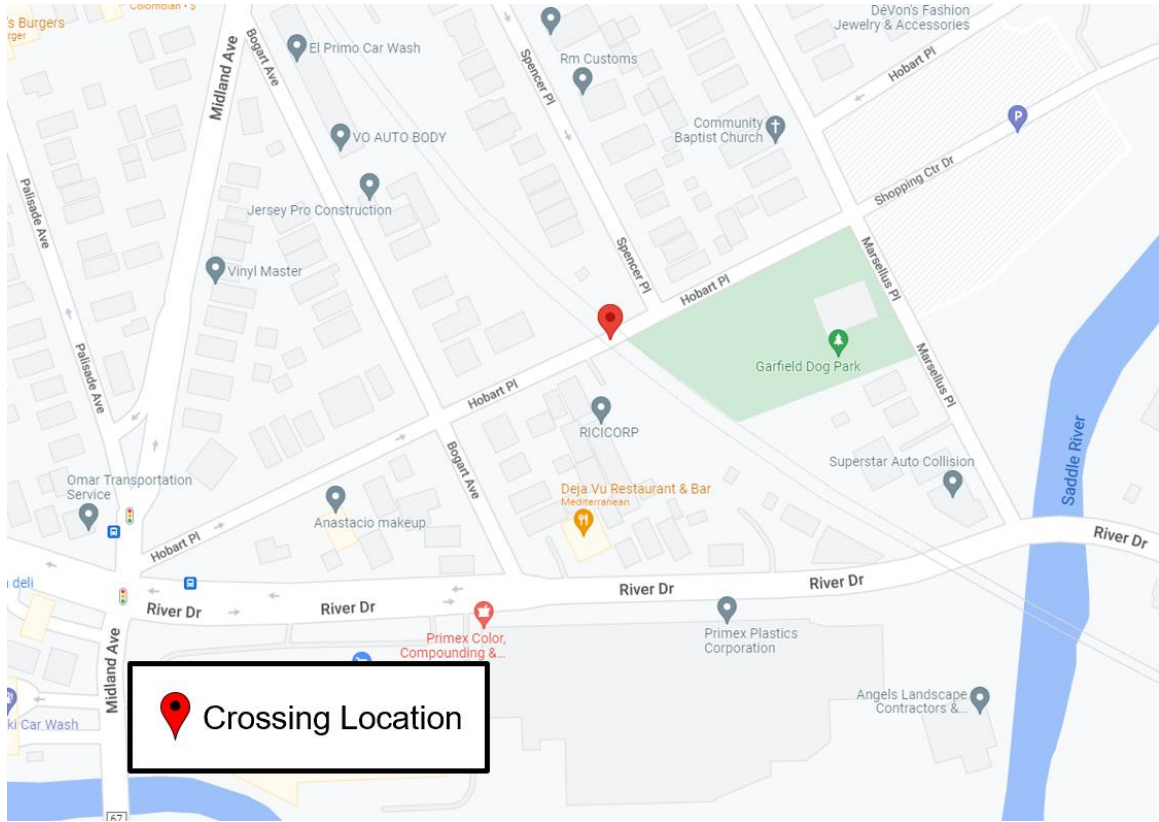 Colombian • S
's Burgers
rger
Midland Ave
Bogart Ave
El Primo Car Wash
Spencer Pl
Rm Customs
DéVon's Fashion
Jewelry & Accessories
Hobart Pl
P
Community
Baptist Church
VO AUTO BODY
Shopping Ctr Dr
Palisade Ave
Jersey Pro Construction
Spencer Pl
Marsellus Pl
Vinyl Master
Hobart Pl
Garfield Dog Park
Palisade Ave
Marsellus Pl
Hobart Pl
RICICORP
Bogart Ave
Superstar Auto Collision
Saddle River
Omar Transportation
Service
Deja Vu Restaurant & Bar
Mediterranean
Anastacio makeup
Hobart Pl
River Dr
deli
River Dr
River Dr
River Dr
River Dr
Primex Color,
Compounding &...
Primex Plastics
Corporation
Midland Ave
Angels Landscape
Contractors &...
ki Car Wash
Crossing Location
67